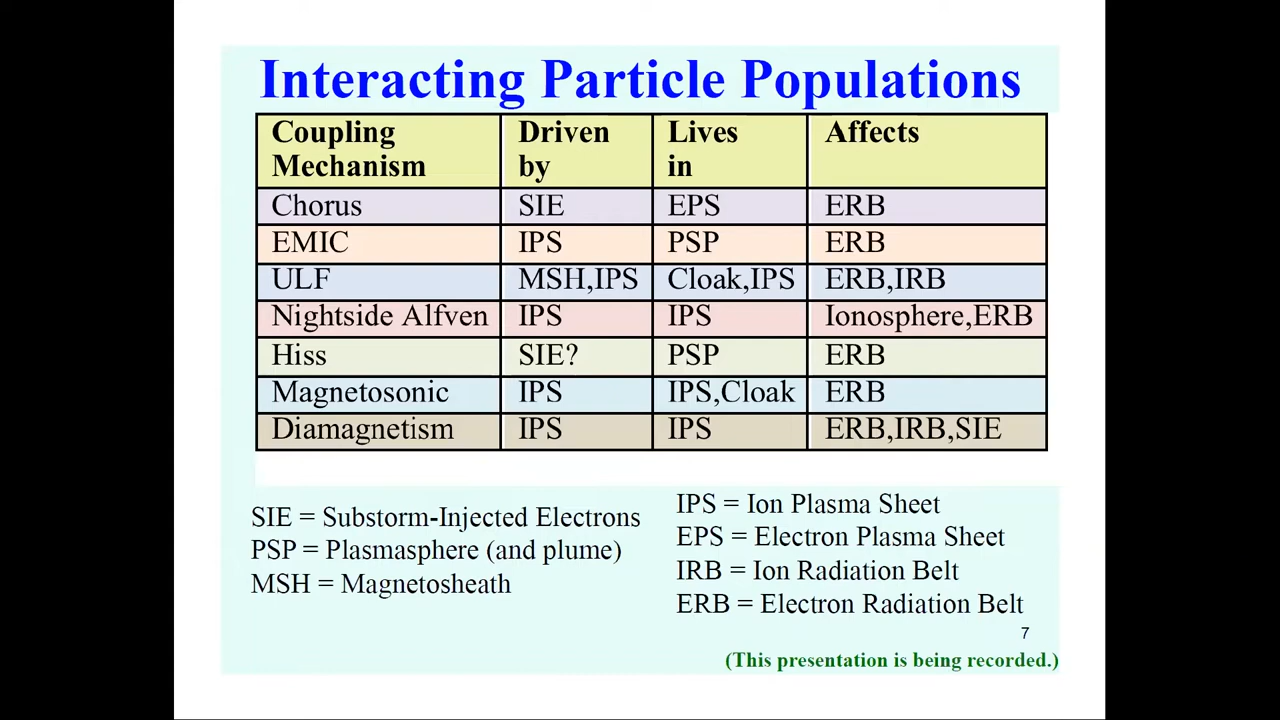 Interacting Particle Populations
Coupling Mechanism Driven by Lives in Affects
Chorus SIE EPS ERB
EMIC IPS PSP ERB
ULF MSH,IPS Cloak,IPS ERB,IRB
Nightside Alfven IPS IPS Ionosphere,ERB
Hiss SIE? PSP ERB
Magnetosonic IPS IPS,Cloak ERB
Diamagnetism IPS IPS ERB,IRB,SIE
SIE = Substorm-Injected Electrons
PSP = Plasmasphere (and plume)
MSH = Magnetosheath
IPS = Ion Plasma Sheet
EPS = Electron Plasma Sheet
IRB = Ion Radiation Belt
ERB = Electron Radiation Belt
7
(This presentation is being recorded.)